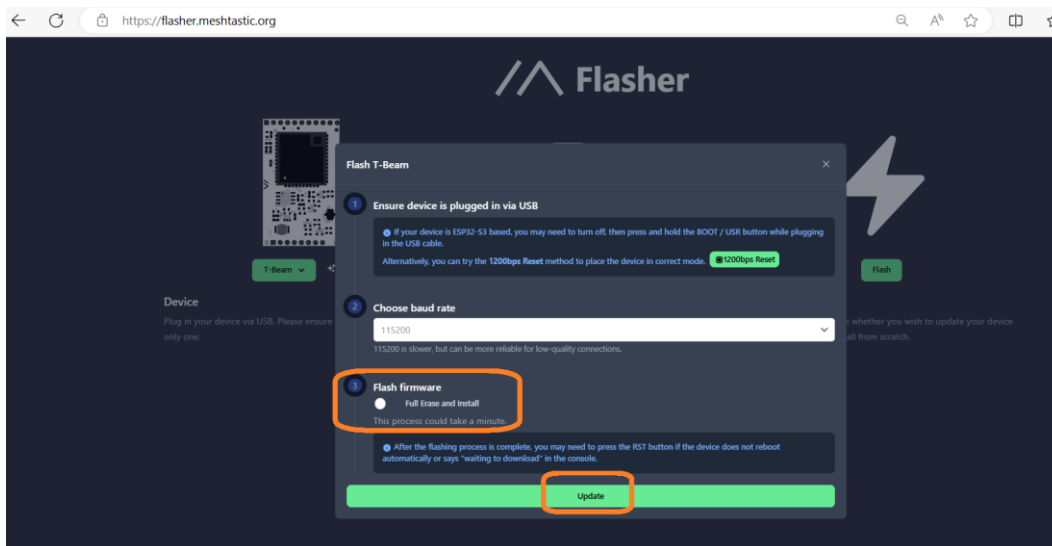 https://flasher.meshtastic.org
Flasher
Flash T-Beam
1
Ensure device is plugged in via USB
If your device is ESP32-S3 based, you may need to turn off, then press and hold the BOOT / USR button while plugging
in the USB cable.
Alternatively, you can try the 1200bps Reset method to place the device in correct mode. 1200bps Reset
2
Choose baud rate
115200
115200 is slower, but can be more reliable for low-quality connections.
3
Flash firmware
Full Erase and Install
This process could take a minute.
After the flashing process is complete, you may need to press the RST button if the device does not reboot
automatically or says "waiting to download" in the console.
Update
T-Beam
Device
Plug in your device via USB. Please ensure
only one.
Flash
whether you wish to update your device
all from scratch.